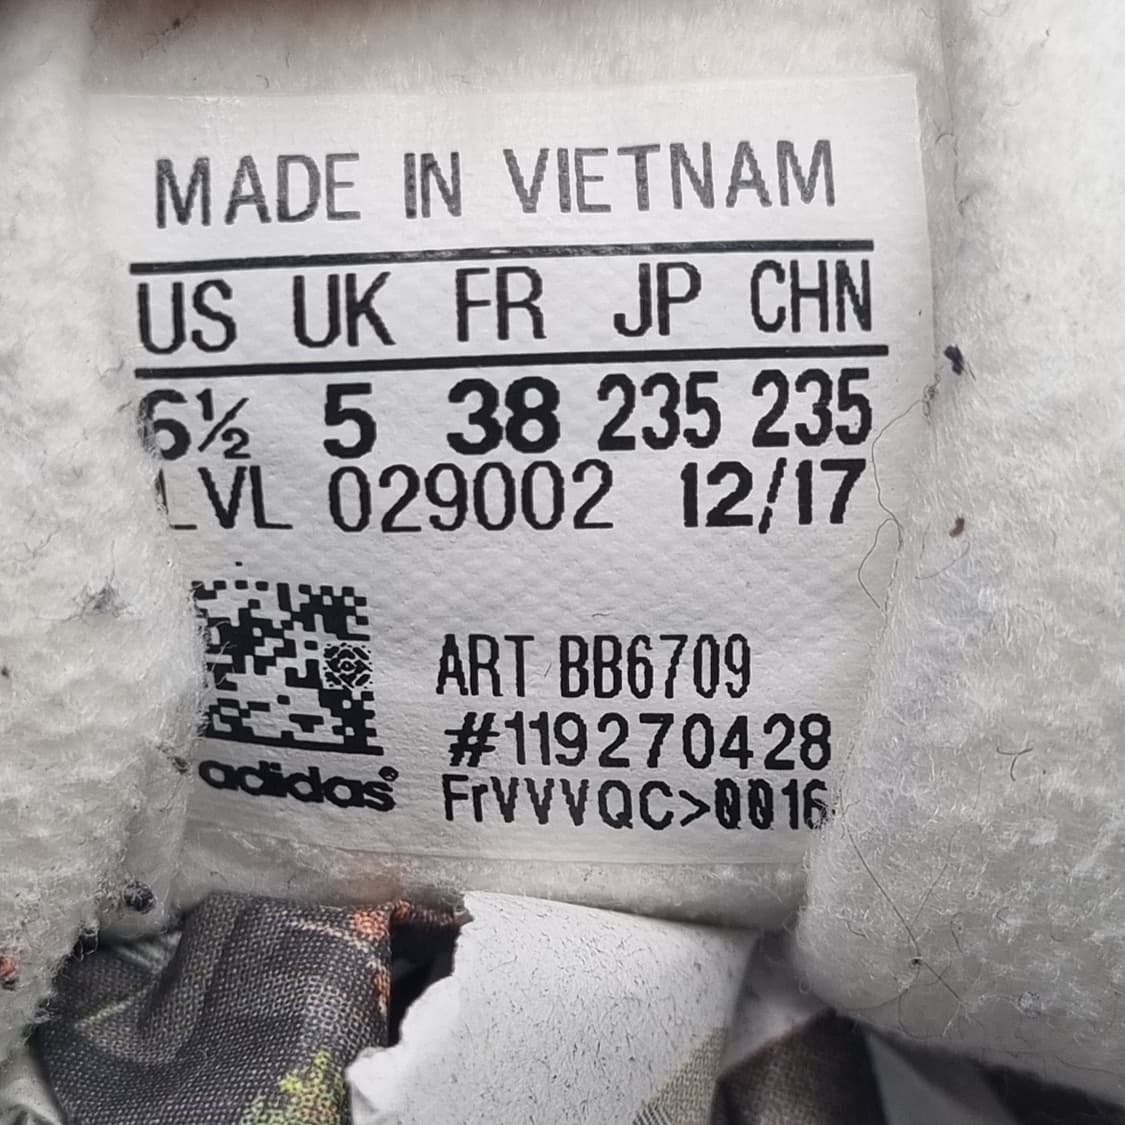 MADE IN VIETNAM
US UK FR JP CHN
6½ 5 38 235 235
LVL 029002 12/17
ART BB6709
#119270428
adidas®
FrVVVQC>0016